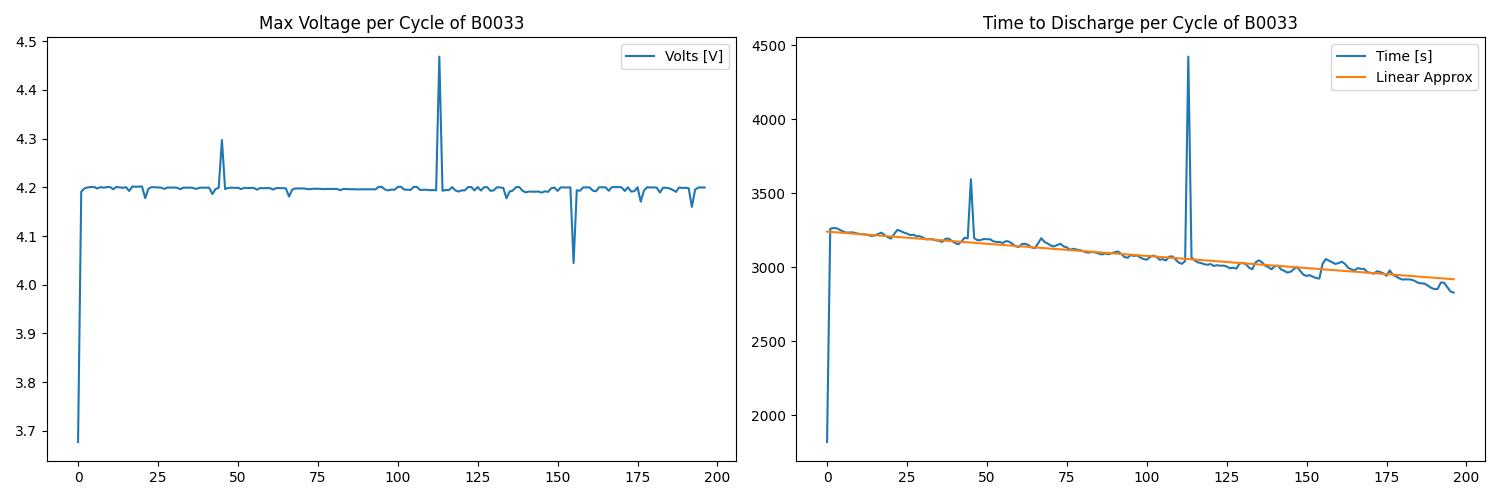 Max Voltage per Cycle of B0033
Volts [V]
4.5
4.4
4.3
4.2
4.1
4.0
3.9
3.8
3.7
0 25 50 75 100 125 150 175 200
Time to Discharge per Cycle of B0033
Time [s]
Linear Approx
4500
4000
3500
3000
2500
2000
0 25 50 75 100 125 150 175 200